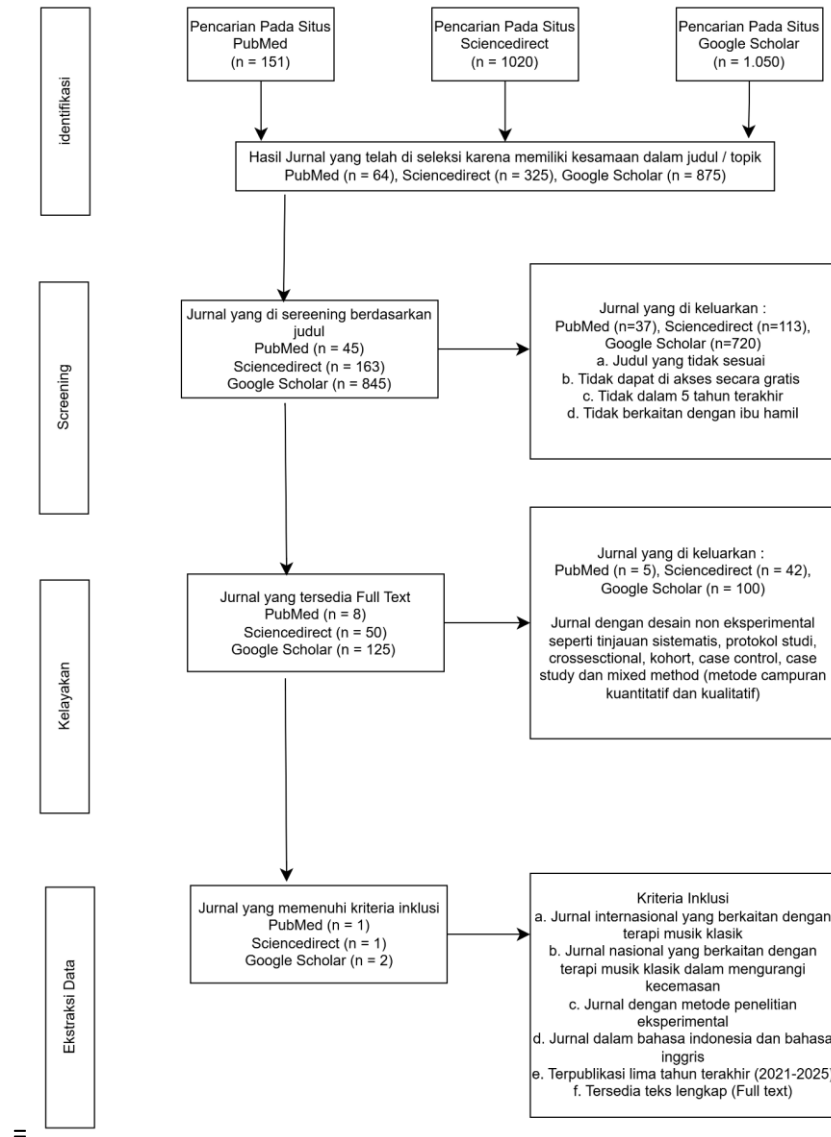 identifikasi
Pencarian Pada Situs
PubMed
(n = 151)
Pencarian Pada Situs
Sciencedirect
(n = 1020)
Pencarian Pada Situs
Google Scholar
(n = 1.050)
Hasil Jurnal yang telah di seleksi karena memiliki kesamaan dalam judul / topik
PubMed (n = 64), Sciencedirect (n = 325), Google Scholar (n = 875)
Screening
Jurnal yang di sereening berdasarkan
judul
PubMed (n = 45)
Sciencedirect (n = 163)
Google Scholar (n = 845)
Jurnal yang di keluarkan :
PubMed (n=37), Sciencedirect (n=113),
Google Scholar (n=720)
a. Judul yang tidak sesuai
b. Tidak dapat di akses secara gratis
c. Tidak dalam 5 tahun terakhir
d. Tidak berkaitan dengan ibu hamil
Kelayakan
Jurnal yang tersedia Full Text
PubMed (n = 8)
Sciencedirect (n = 50)
Google Scholar (n = 125)
Jurnal yang di keluarkan :
PubMed (n = 5), Sciencedirect (n = 42),
Google Scholar (n = 100)
Jurnal dengan desain non eksperimental
seperti tinjauan sistematis, protokol studi,
crossesctional, kohort, case control, case
study dan mixed method (metode campuran
kuantitatif dan kualitatif)
Ekstraksi Data
Jurnal yang memenuhi kriteria inklusi
PubMed (n = 1)
Sciencedirect (n = 1)
Google Scholar (n = 2)
Kriteria Inklusi
a. Jurnal internasional yang berkaitan dengan
terapi musik klasik
b. Jurnal nasional yang berkaitan dengan
terapi musik klasik dalam mengurangi
kecemasan
c. Jurnal dengan metode penelitian
eksperimental
d. Jurnal dalam bahasa indonesia dan bahasa
inggris
e. Terpublikasi lima tahun terakhir (2021-2025)
f. Tersedia teks lengkap (Full text)